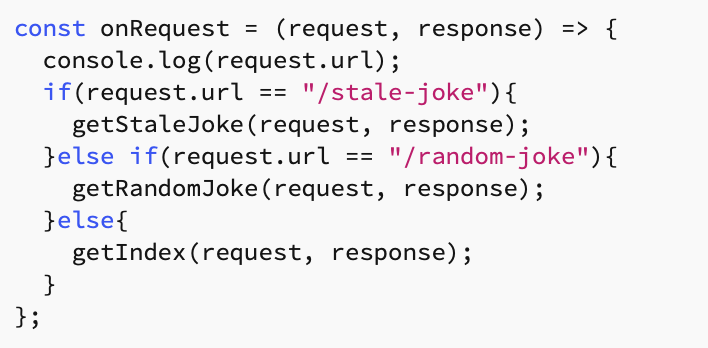 const onRequest = (request, response) => {
  console.log(request.url);
  if(request.url == "/stale-joke"){
    getStaleJoke(request, response);
  }else if(request.url == "/random-joke"){
    getRandomJoke(request, response);
  }else{
    getIndex(request, response);
  }
};